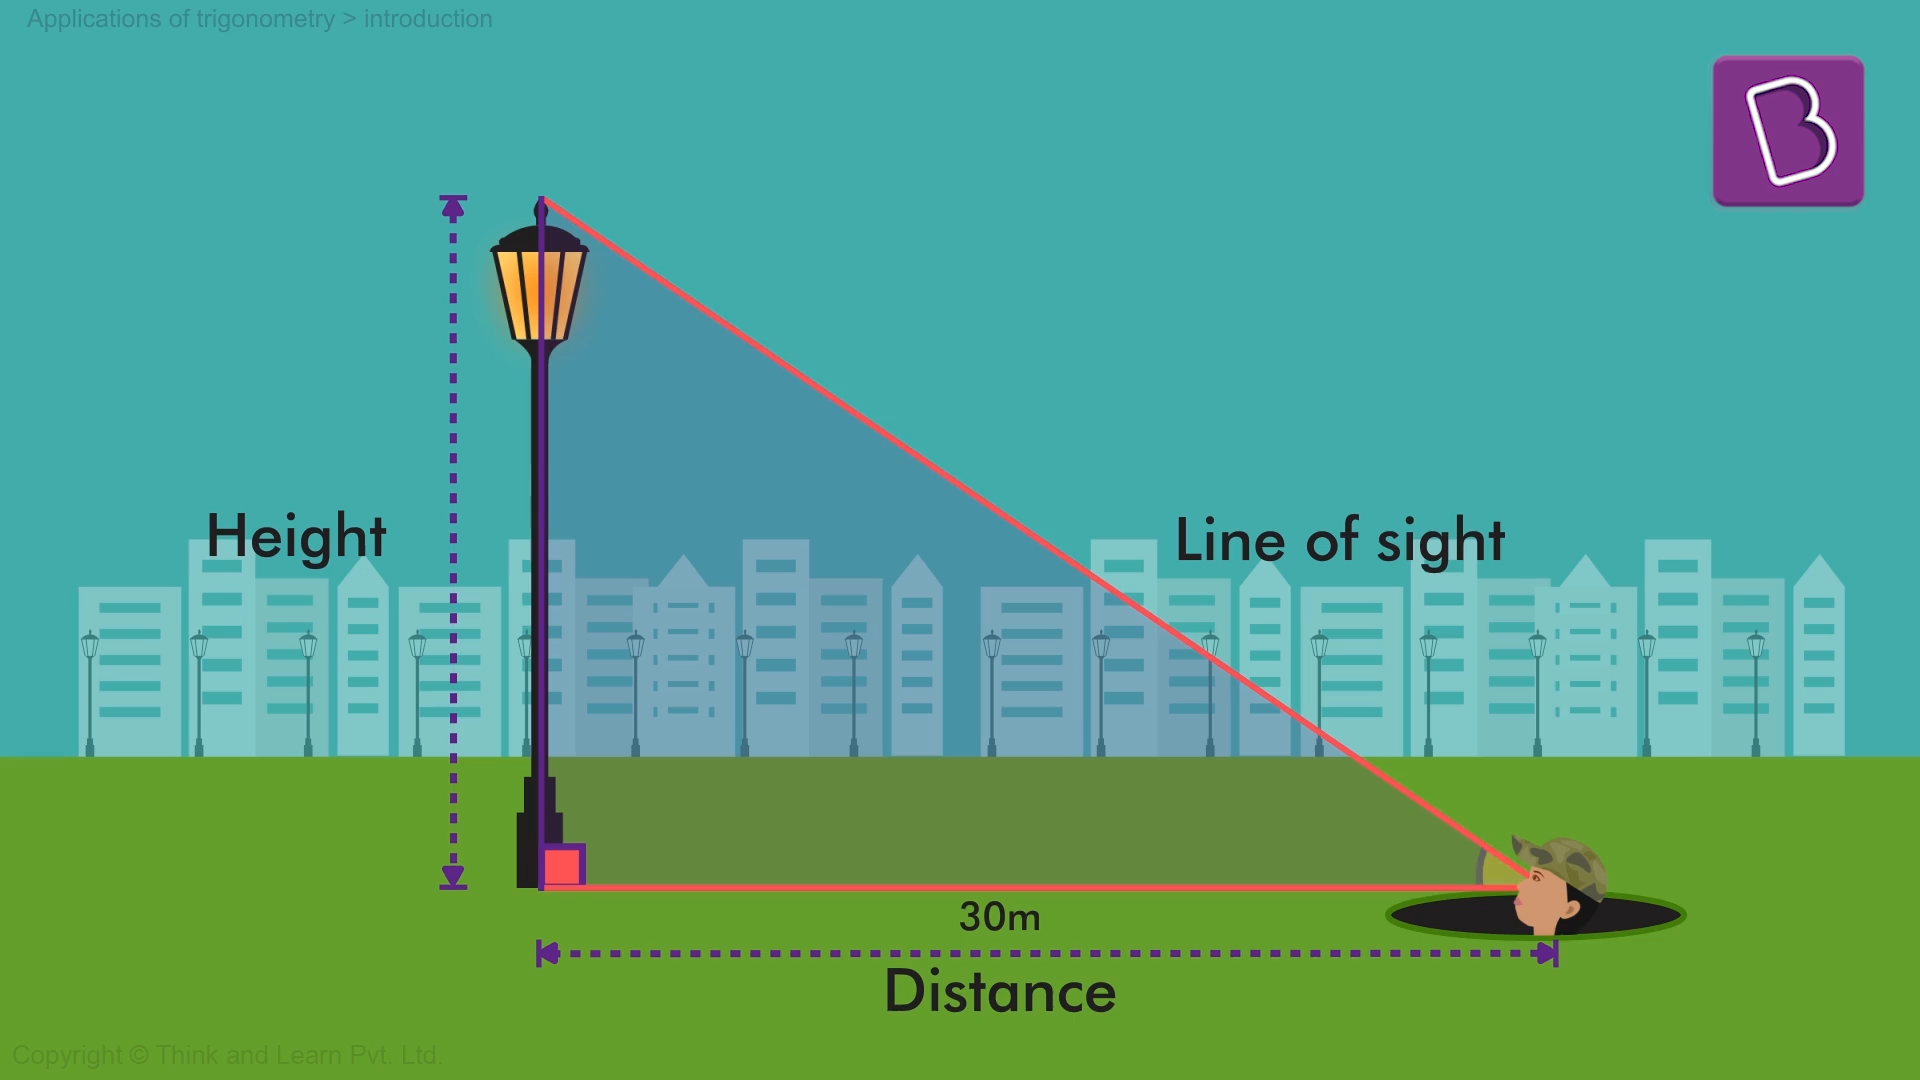 Applications of trigonometry > introduction
B
Height
Line of sight
30m
Distance
Copyright © Think and Learn Pvt. Ltd.